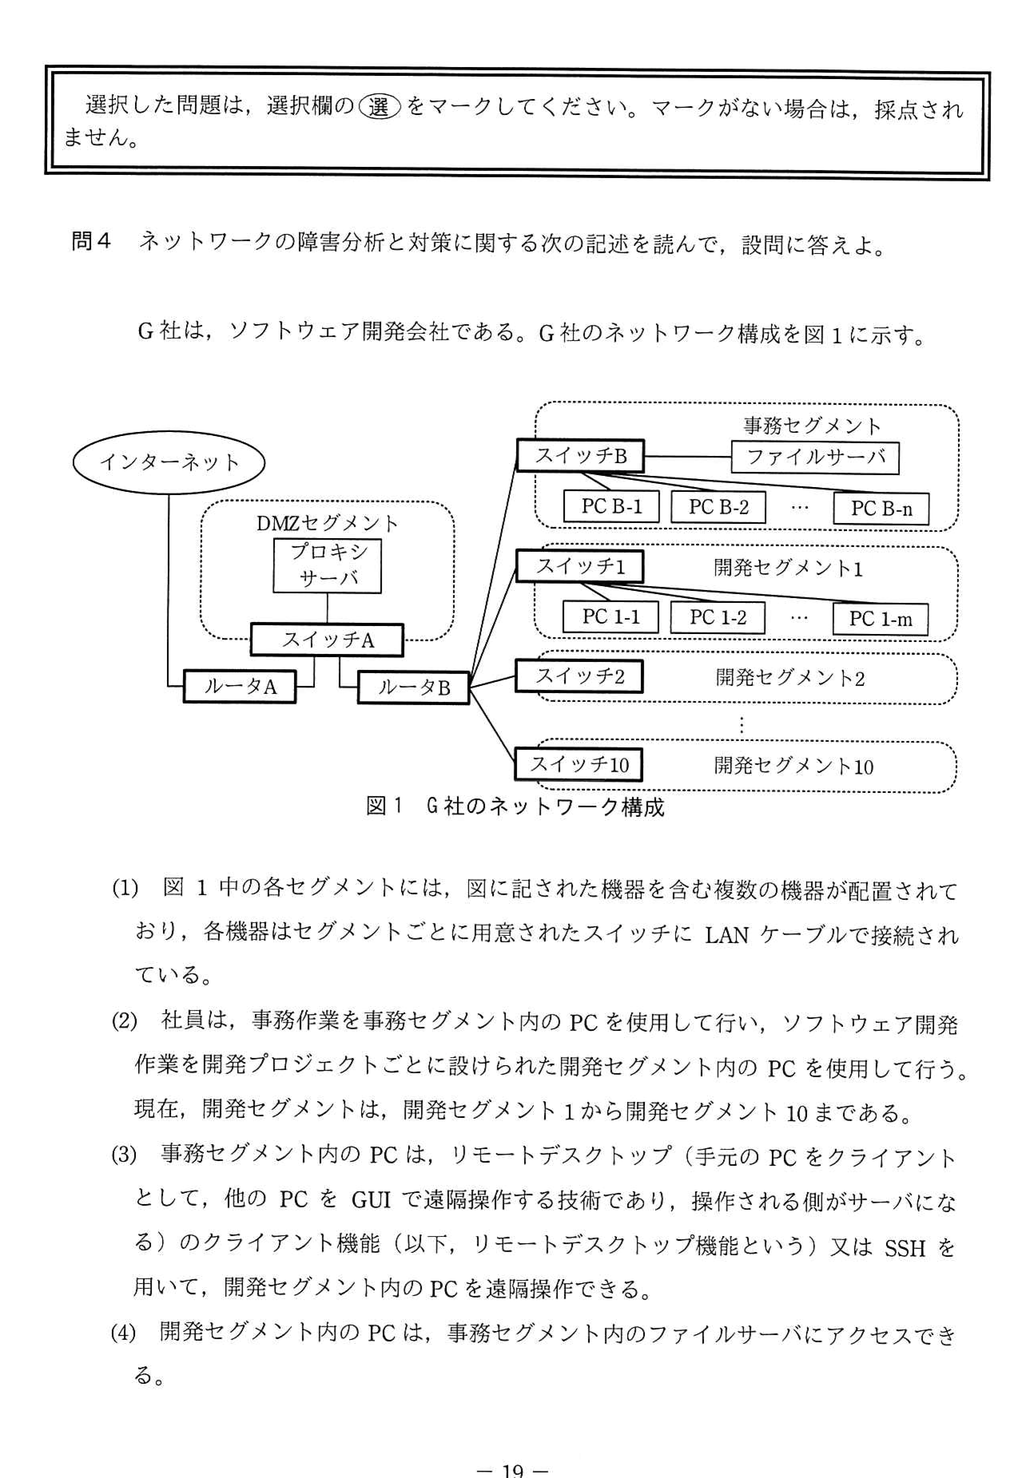 選択した問題は，選択欄の選をマークしてください。マークがない場合は，採点され
ません。
問4　ネットワークの障害分析と対策に関する次の記述を読んで，設問に答えよ。
G 社は，ソフトウェア開発会社である。G 社のネットワーク構成を図 1 に示す。
インターネット
DMZセグメント
プロキシ
サーバ
スイッチA
ルータA
ルータB
事務セグメント
スイッチB
ファイルサーバ
PC B-1
PC B-2
…
PC B-n
スイッチ1
開発セグメント1
PC 1-1
PC 1-2
…
PC 1-m
スイッチ2
開発セグメント2
⋮
スイッチ10
開発セグメント10
図1　G社のネットワーク構成
(1)　図 1 中の各セグメントには，図に記された機器を含む複数の機器が配置されて
おり，各機器はセグメントごとに用意されたスイッチに LAN ケーブルで接続され
ている。
(2)　社員は，事務作業を事務セグメント内の PC を使用して行い，ソフトウェア開発
作業を開発プロジェクトごとに設けられた開発セグメント内の PC を使用して行う。
現在，開発セグメントは，開発セグメント 1 から開発セグメント 10 まである。
(3)　事務セグメント内の PC は，リモートデスクトップ（手元の PC をクライアント
として，他の PC を GUI で遠隔操作する技術であり，操作される側がサーバにな
る）のクライアント機能（以下，リモートデスクトップ機能という）又は SSH を
用いて，開発セグメント内の PC を遠隔操作できる。
(4)　開発セグメント内の PC は，事務セグメント内のファイルサーバにアクセスでき
る。
－ 19 －